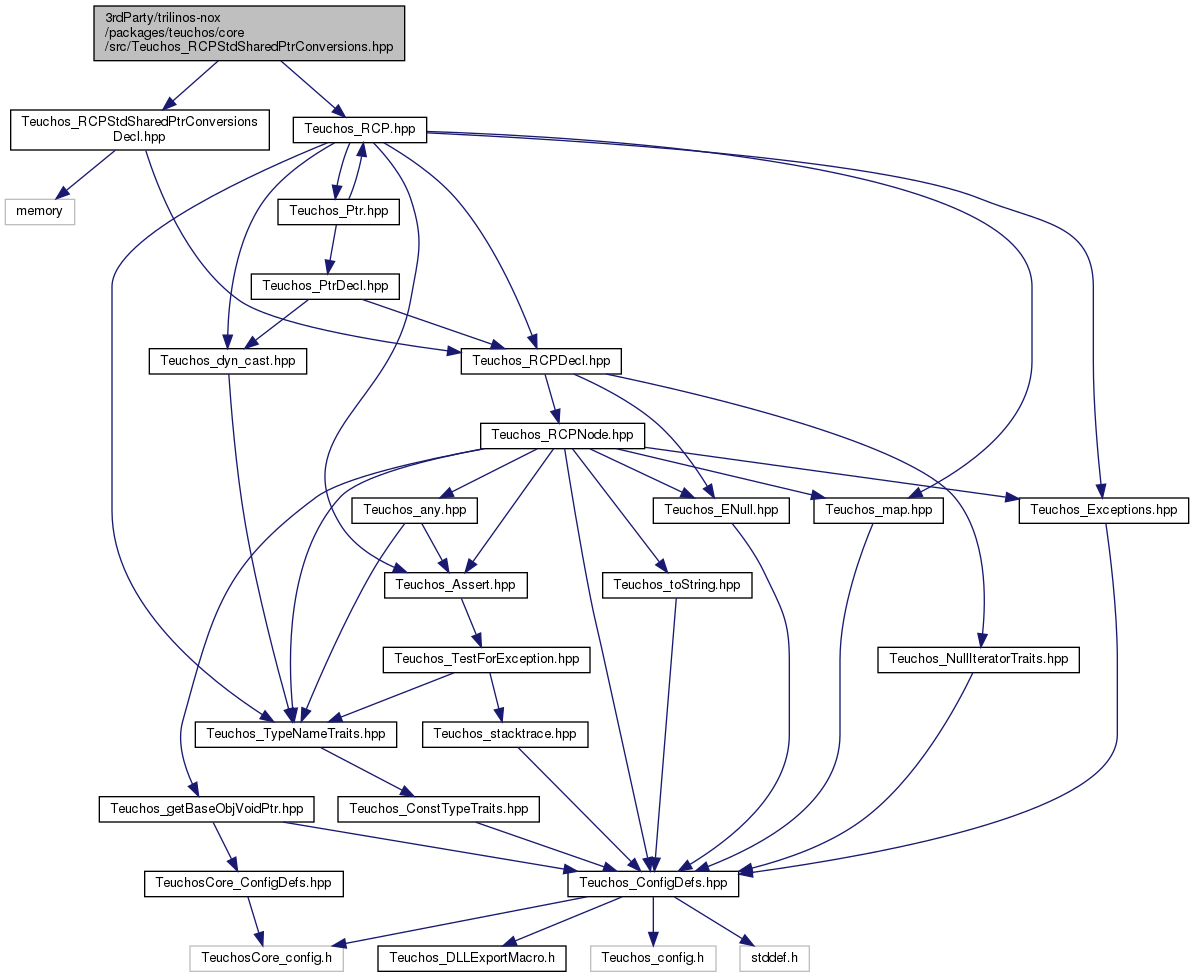 3rdParty/trilinos-nox
/packages/teuchos/core
/src/Teuchos_RCPStdSharedPtrConversions.hpp
Teuchos_RCPStdSharedPtrConversions
Decl.hpp
Teuchos_RCP.hpp
memory
Teuchos_Ptr.hpp
Teuchos_PtrDecl.hpp
Teuchos_dyn_cast.hpp
Teuchos_RCPDecl.hpp
Teuchos_RCPNode.hpp
Teuchos_any.hpp
Teuchos_ENull.hpp
Teuchos_map.hpp
Teuchos_Exceptions.hpp
Teuchos_Assert.hpp
Teuchos_toString.hpp
Teuchos_TestForException.hpp
Teuchos_NullIteratorTraits.hpp
Teuchos_TypeNameTraits.hpp
Teuchos_stacktrace.hpp
Teuchos_getBaseObjVoidPtr.hpp
Teuchos_ConstTypeTraits.hpp
TeuchosCore_ConfigDefs.hpp
Teuchos_ConfigDefs.hpp
TeuchosCore_config.h
Teuchos_DLLExportMacro.h
Teuchos_config.h
stddef.h